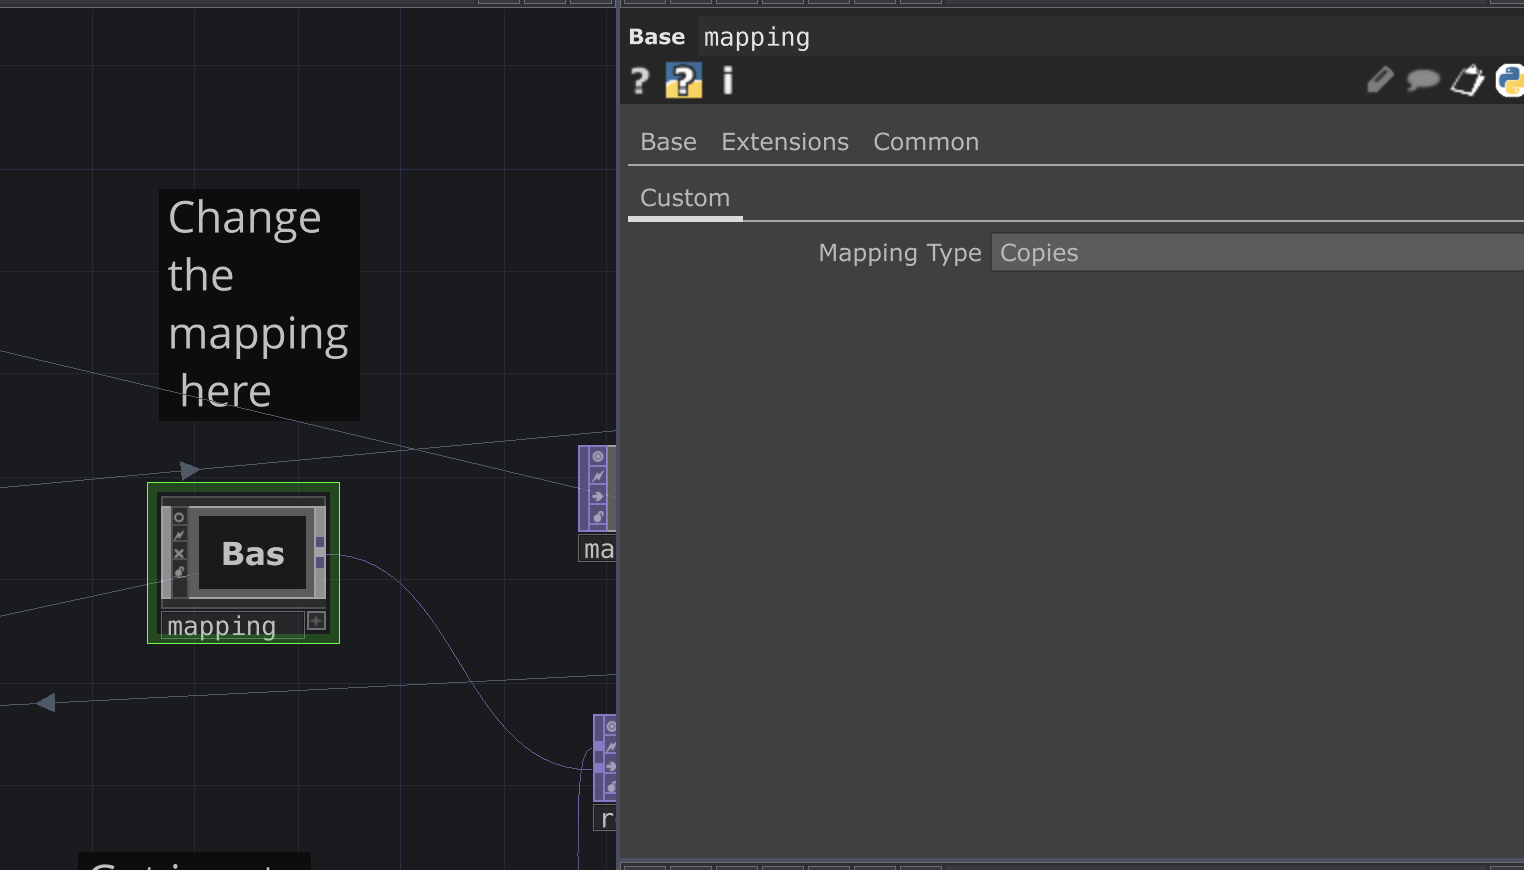 Change
the
mapping
here
Bas
mapping
ma
r
Base mapping
Base Extensions Common
Custom
Mapping Type Copies